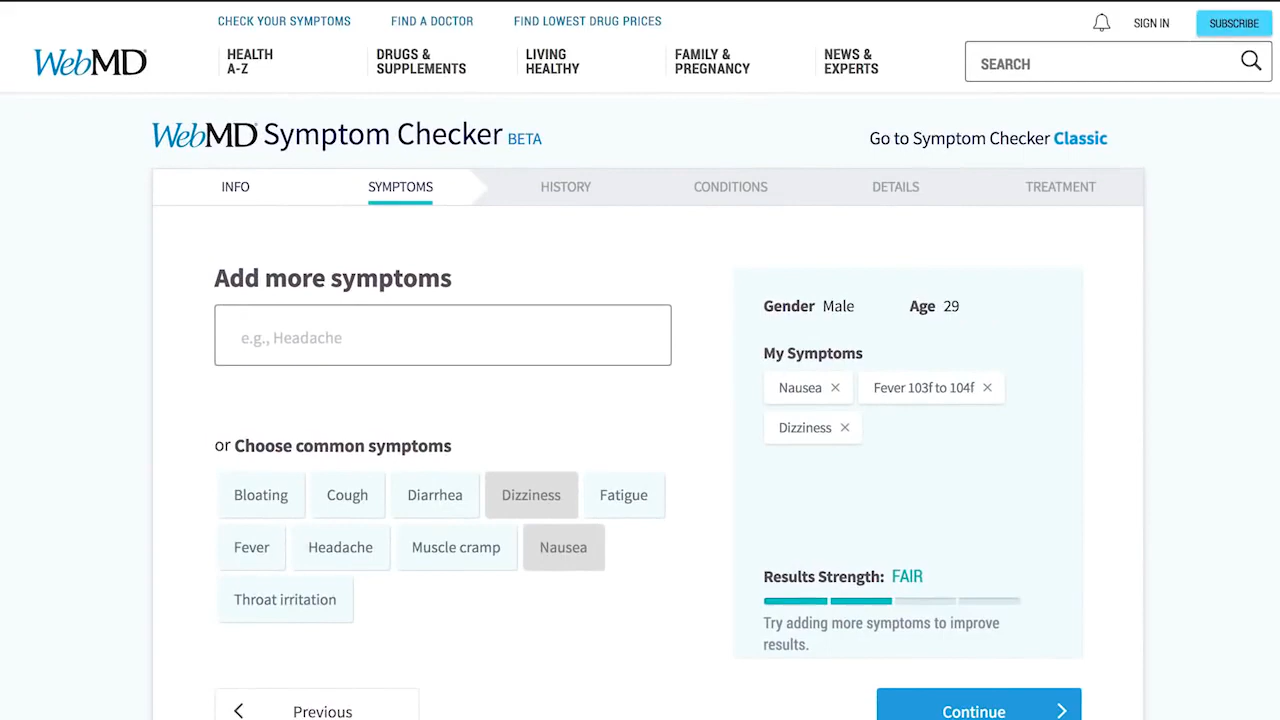 CHECK YOUR SYMPTOMS FIND A DOCTOR FIND LOWEST DRUG PRICES
SIGN IN SUBSCRIBE
WebMD
HEALTH A-Z
DRUGS & SUPPLEMENTS
LIVING HEALTHY
FAMILY & PREGNANCY
NEWS & EXPERTS
SEARCH
WebMD Symptom Checker BETA
Go to Symptom Checker Classic
INFO SYMPTOMS HISTORY CONDITIONS DETAILS TREATMENT
Add more symptoms
e.g., Headache
or Choose common symptoms
Bloating Cough Diarrhea Dizziness Fatigue
Fever Headache Muscle cramp Nausea
Throat irritation
Previous
Gender Male Age 29
My Symptoms
Nausea × Fever 103f to 104f ×
Dizziness ×
Results Strength: FAIR
Try adding more symptoms to improve
results.
Continue